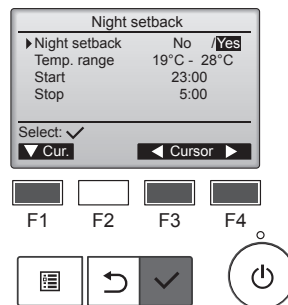 Night setback
Night setback No /Yes
Temp. range 19°C - 28°C
Start 23:00
Stop 5:00
Select: ✓
▼ Cur. ◀ Cursor ▶
F1 F2 F3 F4